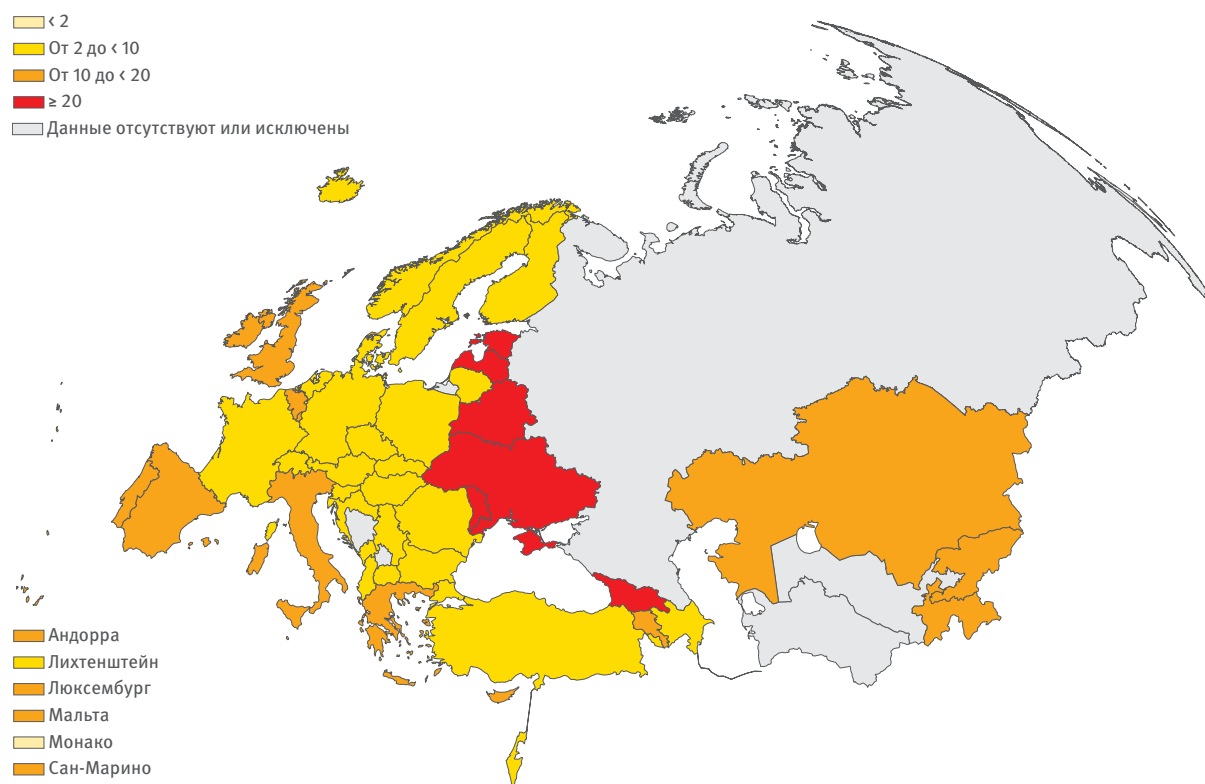 < 2
От 2 до < 10
От 10 до < 20
≥ 20
Данные отсутствуют или исключены
Андорра
Лихтенштейн
Люксембург
Мальта
Монако
Сан-Марино